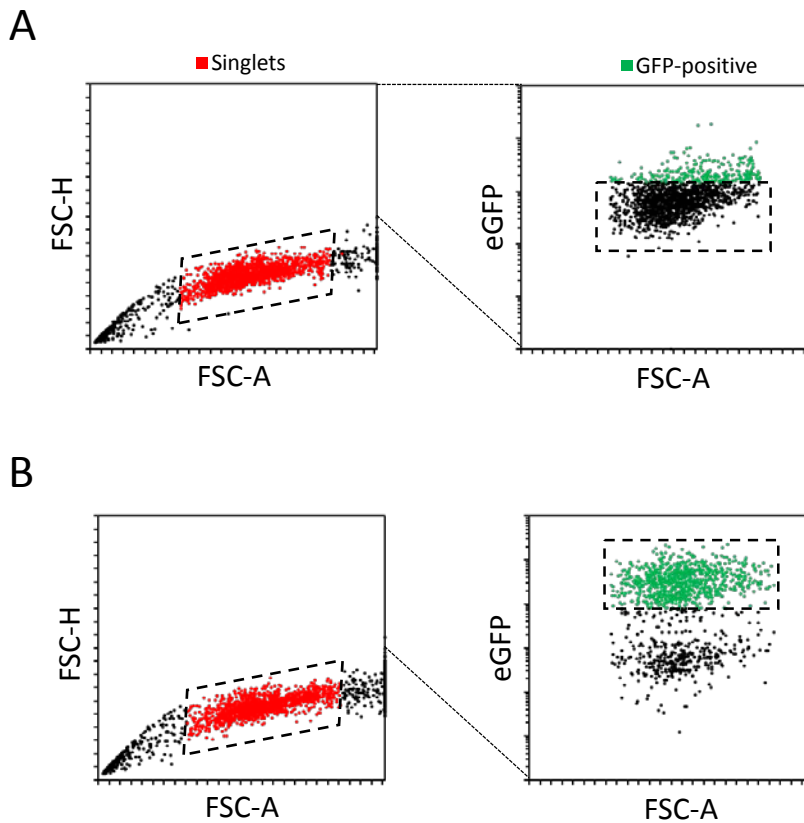 A
Singlets
GFP-positive
FSC-H
eGFP
FSC-A
FSC-A
B
FSC-H
eGFP
FSC-A
FSC-A